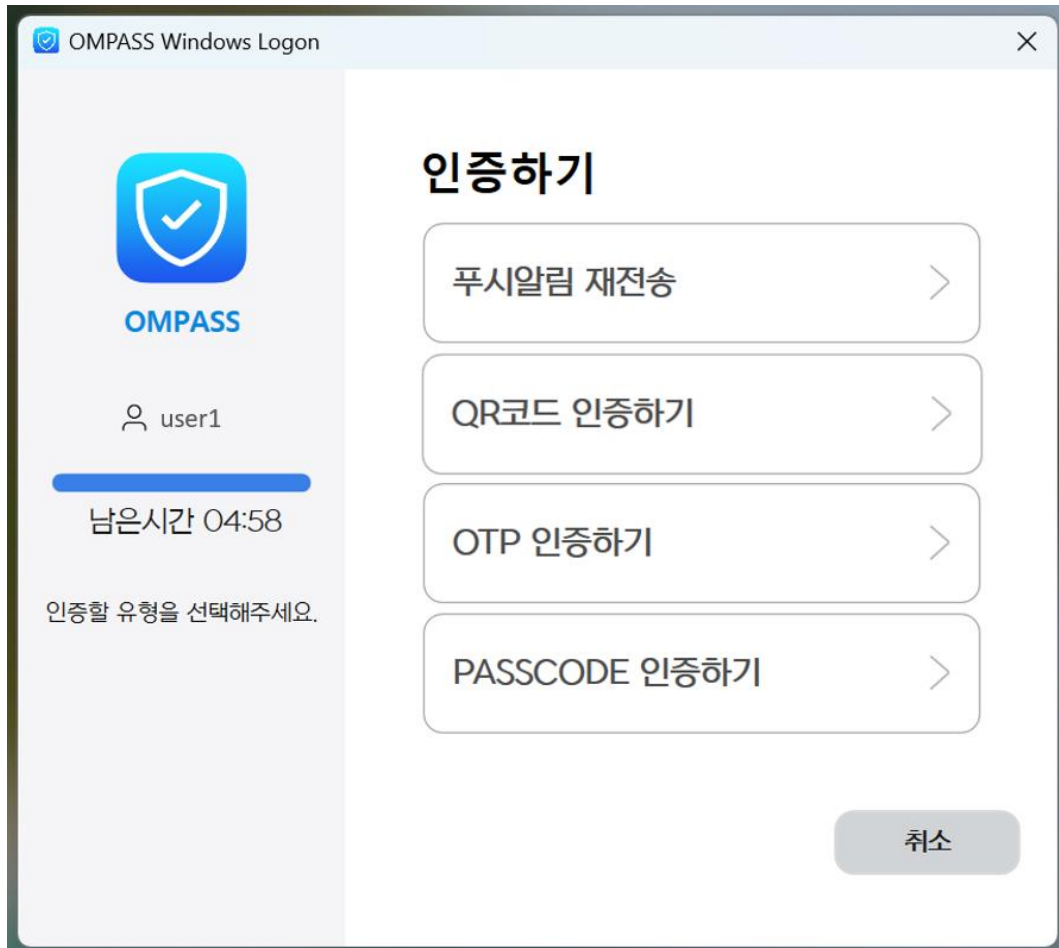 OMPASS Windows Logon
OMPASS
user1
남은시간 04:58
인증할 유형을 선택해주세요.
인증하기
푸시알림 재전송
QR코드 인증하기
OTP 인증하기
PASSCODE 인증하기
취소